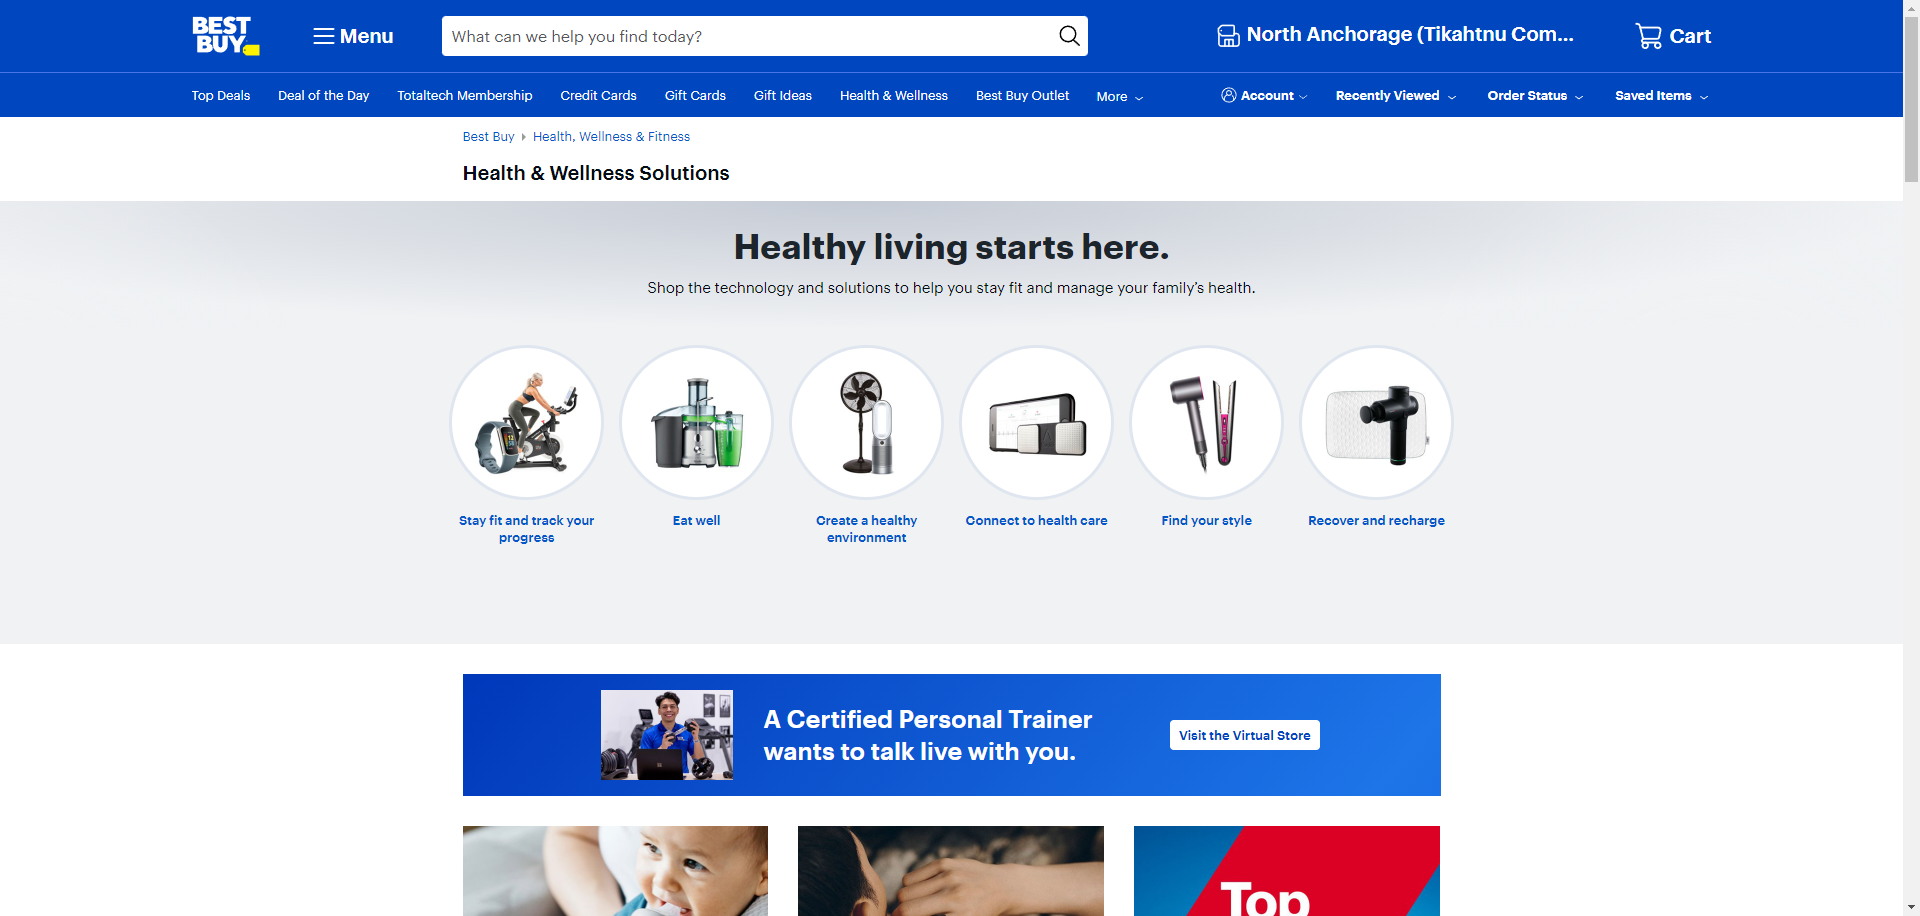 BEST
BUY
Menu
What can we help you find today?
North Anchorage (Tikahtnu Com...
Cart
Top Deals
Deal of the Day
Totaltech Membership
Credit Cards
Gift Cards
Gift Ideas
Health & Wellness
Best Buy Outlet
More
Account
Recently Viewed
Order Status
Saved Items
Best Buy
Health, Wellness & Fitness
Health & Wellness Solutions
Healthy living starts here.
Shop the technology and solutions to help you stay fit and manage your family's health.
Stay fit and track your
progress
Eat well
Create a healthy
environment
Connect to health care
Find your style
Recover and recharge
A Certified Personal Trainer
wants to talk live with you.
Visit the Virtual Store
Top